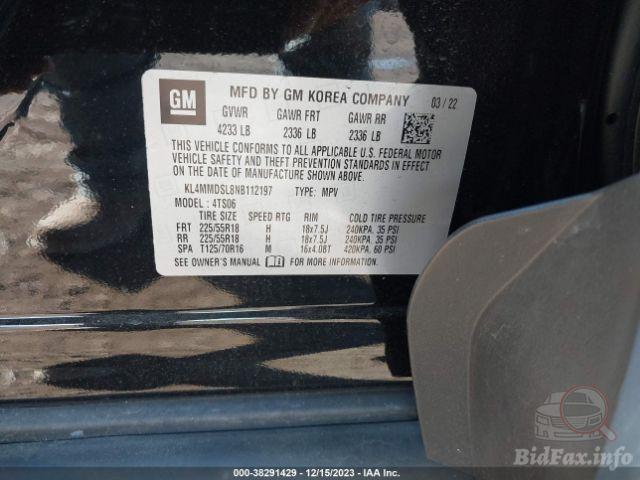 GM
MFD BY GM KOREA COMPANY 03/22
GVWR GAWR FRT GAWR RR
4233 LB 2336 LB 2336 LB
THIS VEHICLE CONFORMS TO ALL APPLICABLE U.S. FEDERAL MOTOR
VEHICLE SAFETY AND THEFT PREVENTION STANDARDS IN EFFECT
ON THE DATE OF MANUFACTURE SHOWN ABOVE.
KL4MMDSL8NB112197 TYPE: MPV
MODEL: 4TS06
TIRE SIZE SPEED RTG RIM COLD TIRE PRESSURE
FRT 225/55R18 H 18x7.5J 240KPA, 35 PSI
RR 225/55R18 H 18x7.5J 240KPA, 35 PSI
SPA T125/70R16 M 16x4.0BT 420KPA, 60 PSI
SEE OWNER'S MANUAL FOR MORE INFORMATION.
BidFax.info
000-38291429 - 12/15/2023 - IAA Inc.